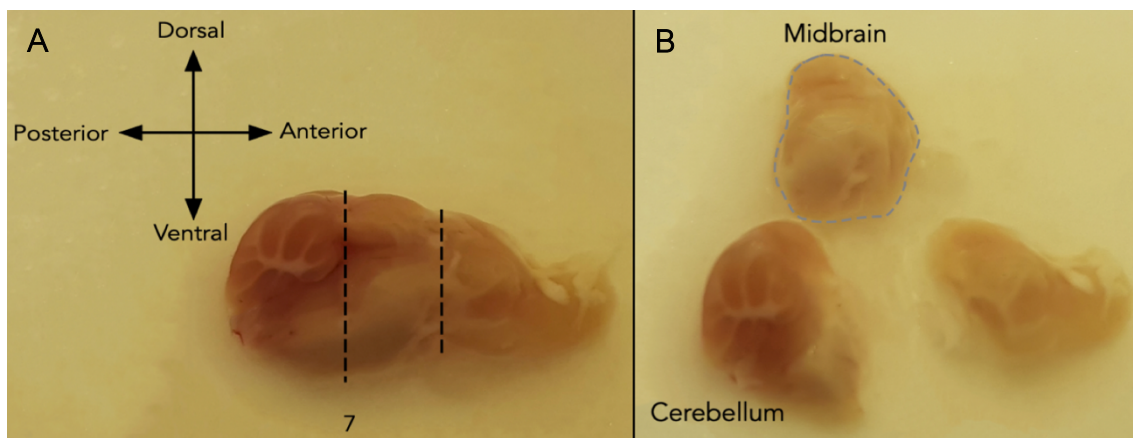 A
Dorsal
Posterior
Anterior
Ventral
7
B
Midbrain
Cerebellum